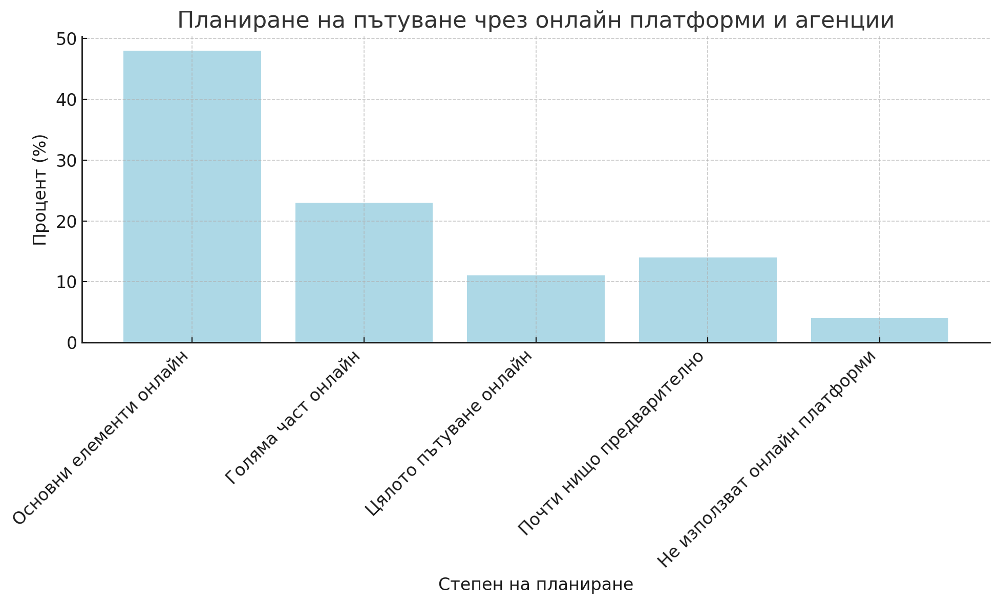 Планиране на пътуване чрез онлайн платформи и агенции
Процент (%)
50
40
30
20
10
0
Основни елементи онлайн
Голяма част онлайн
Цялото пътуване онлайн
Почти нищо предварително
Не използват онлайн платформи
Степен на планиране